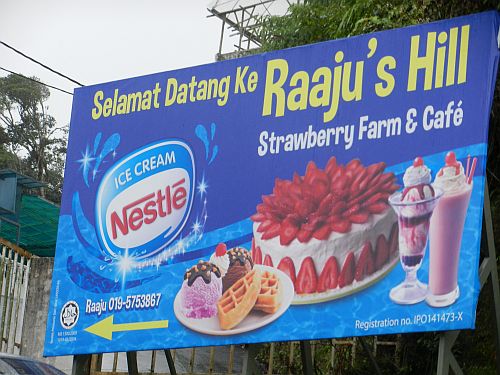 Selamat Datang Ke Raaju's Hill
Strawberry Farm & Café
ICE CREAM
Nestlé
Raaju 019-5753867
Registration no. IPO141473-X